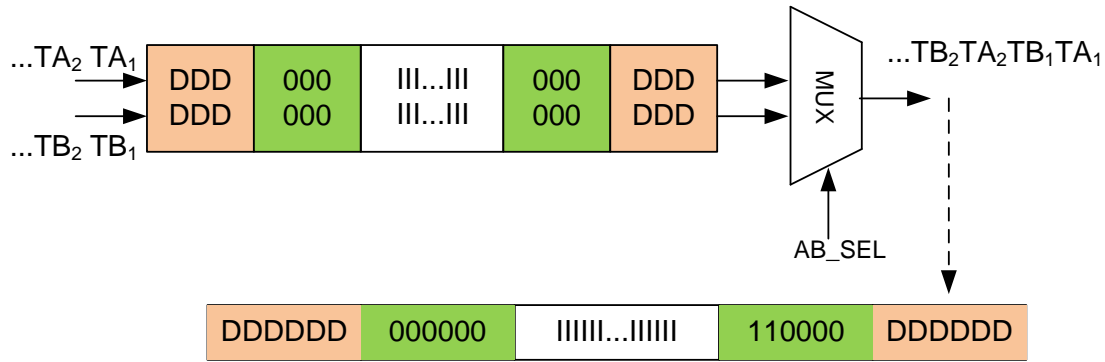 ...TA₂ TA₁
DDD 000 III...III 000 DDD
DDD 000 III...III 000 DDD
...TB₂ TB₁
MUX
...TB₂TA₂TB₁TA₁
AB_SEL
DDDDDD 000000 IIIIII...IIIIII 110000 DDDDDD